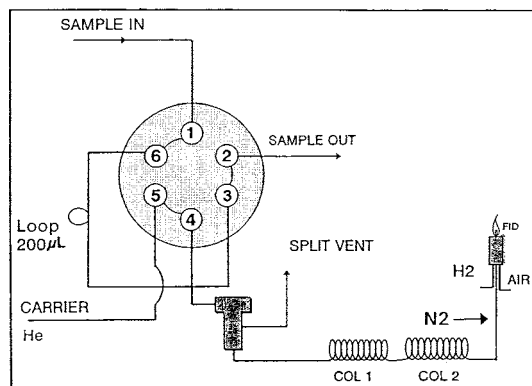 SAMPLE IN
1
6
2
SAMPLE OUT
5
3
4
Loop
200µL
SPLIT VENT
FID
H2
AIR
CARRIER
He
N2
COL 1
COL 2